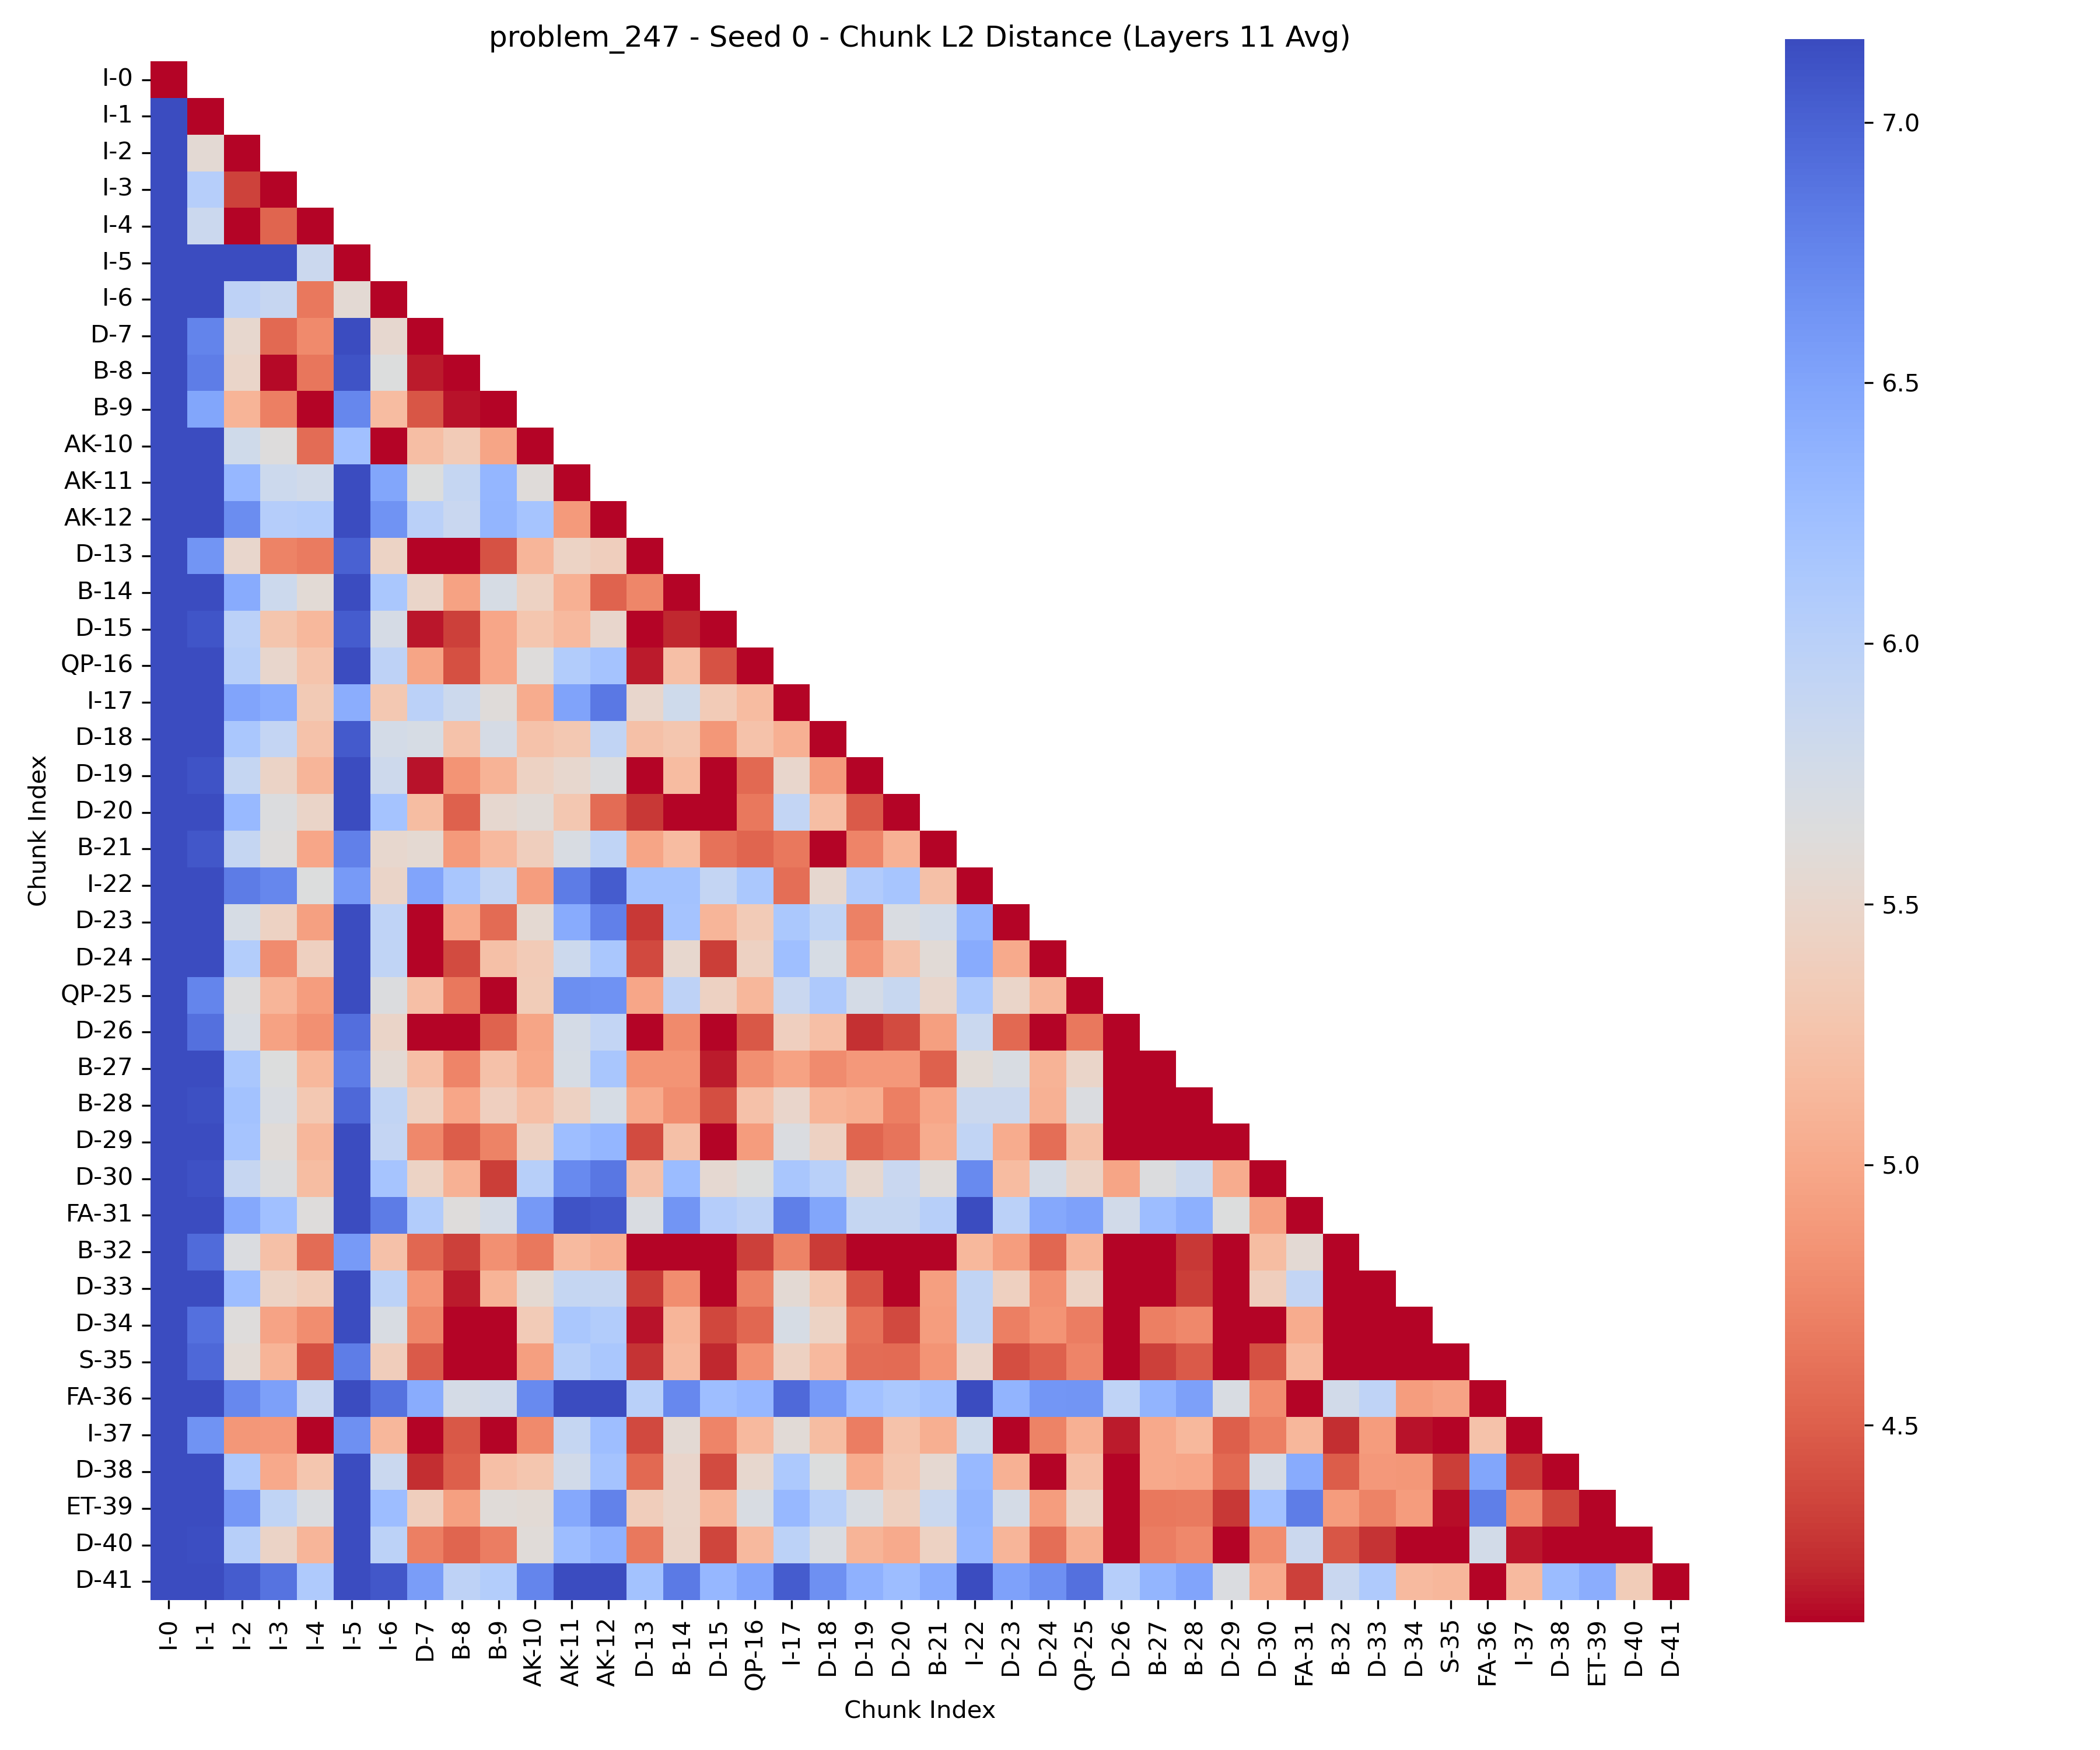 problem_247 - Seed 0 - Chunk L2 Distance (Layers 11 Avg)
I-0
I-1
I-2
I-3
I-4
I-5
I-6
D-7
B-8
B-9
AK-10
AK-11
AK-12
D-13
B-14
D-15
QP-16
I-17
D-18
D-19
D-20
B-21
I-22
D-23
D-24
QP-25
D-26
B-27
B-28
D-29
D-30
FA-31
B-32
D-33
D-34
S-35
FA-36
I-37
D-38
ET-39
D-40
D-41
Chunk Index
I-0 I-1 I-2 I-3 I-4 I-5 I-6 D-7 B-8 B-9 AK-10 AK-11 AK-12 D-13 B-14 D-15 QP-16 I-17 D-18 D-19 D-20 B-21 I-22 D-23 D-24 QP-25 D-26 B-27 B-28 D-29 D-30 FA-31 B-32 D-33 D-34 S-35 FA-36 I-37 D-38 ET-39 D-40 D-41
Chunk Index
7.0
6.5
6.0
5.5
5.0
4.5